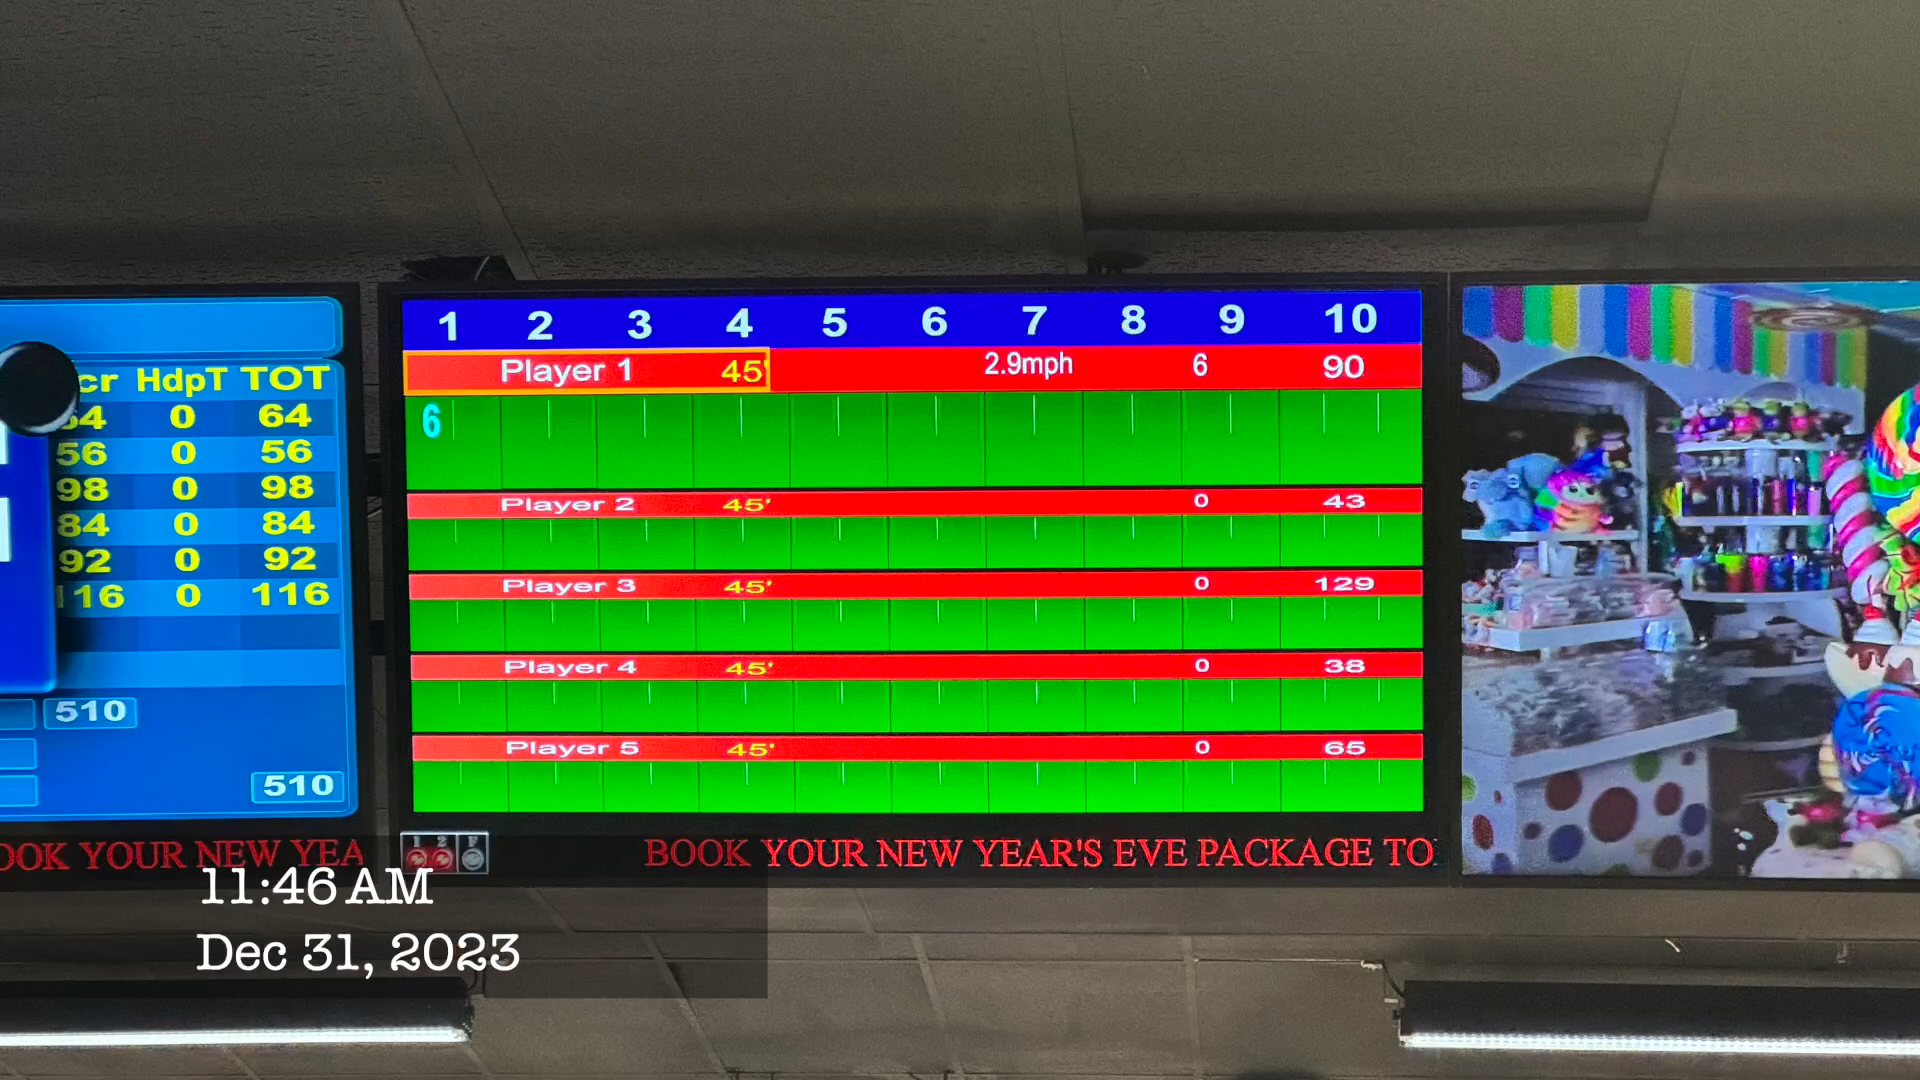 cr HdpT TOT
64 0 64
56 0 56
98 0 98
84 0 84
92 0 92
116 0 116
510
510
OOK YOUR NEW YEA
1 2 3 4 5 6 7 8 9 10
Player 1 45' 2.9mph 6 90
6
Player 2 45' 0 43
Player 3 45' 0 129
Player 4 45' 0 38
Player 5 45' 0 65
1 2 F
BOOK YOUR NEW YEAR'S EVE PACKAGE TO
11:46 AM
Dec 31, 2023